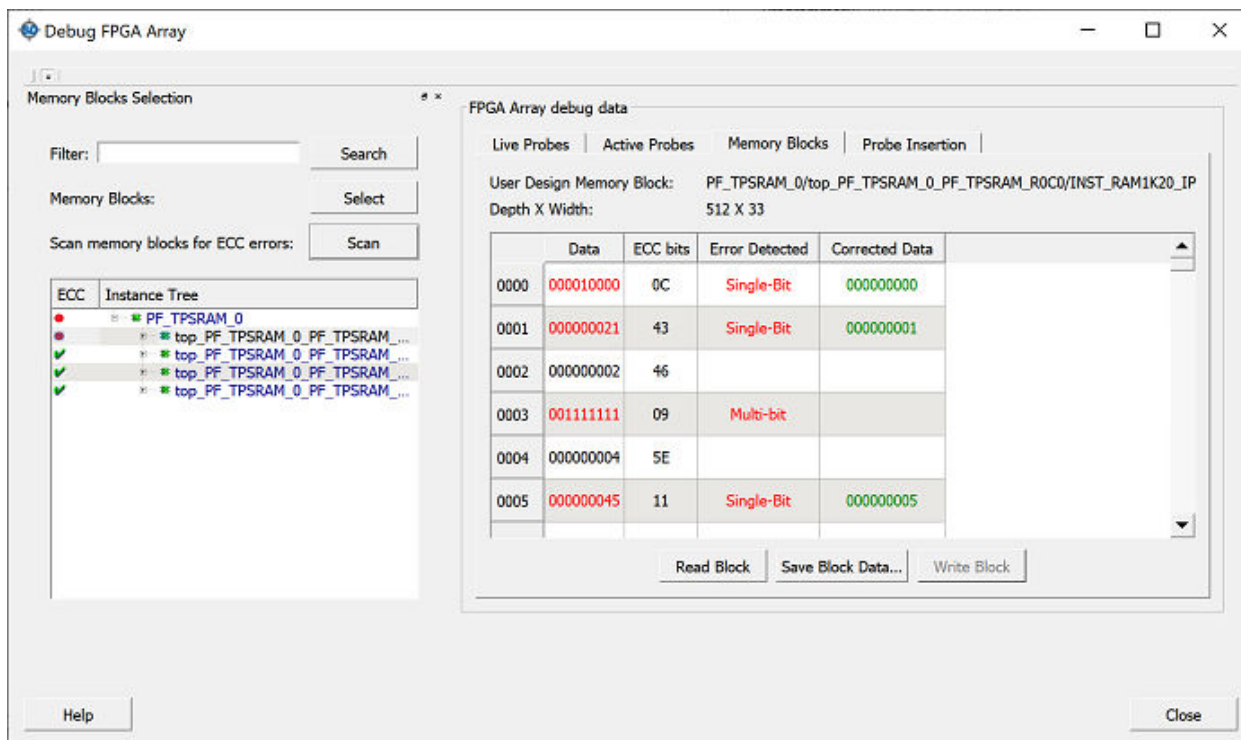 Debug FPGA Array
Memory Blocks Selection
Filter:
Search
Memory Blocks:
Select
Scan memory blocks for ECC errors:
Scan
ECC Instance Tree
PF_TPSRAM_0
top_PF_TPSRAM_0_PF_TPSRAM_...
top_PF_TPSRAM_0_PF_TPSRAM_...
top_PF_TPSRAM_0_PF_TPSRAM_...
top_PF_TPSRAM_0_PF_TPSRAM_...
FPGA Array debug data
Live Probes Active Probes Memory Blocks Probe Insertion
User Design Memory Block: PF_TPSRAM_0/top_PF_TPSRAM_0_PF_TPSRAM_R0C0/INST_RAM1K20_IP
Depth X Width: 512 X 33
Data ECC bits Error Detected Corrected Data
0000 000010000 0C Single-Bit 000000000
0001 000000021 43 Single-Bit 000000001
0002 000000002 46
0003 001111111 09 Multi-bit
0004 000000004 5E
0005 000000045 11 Single-Bit 000000005
Read Block Save Block Data... Write Block
Help
Close